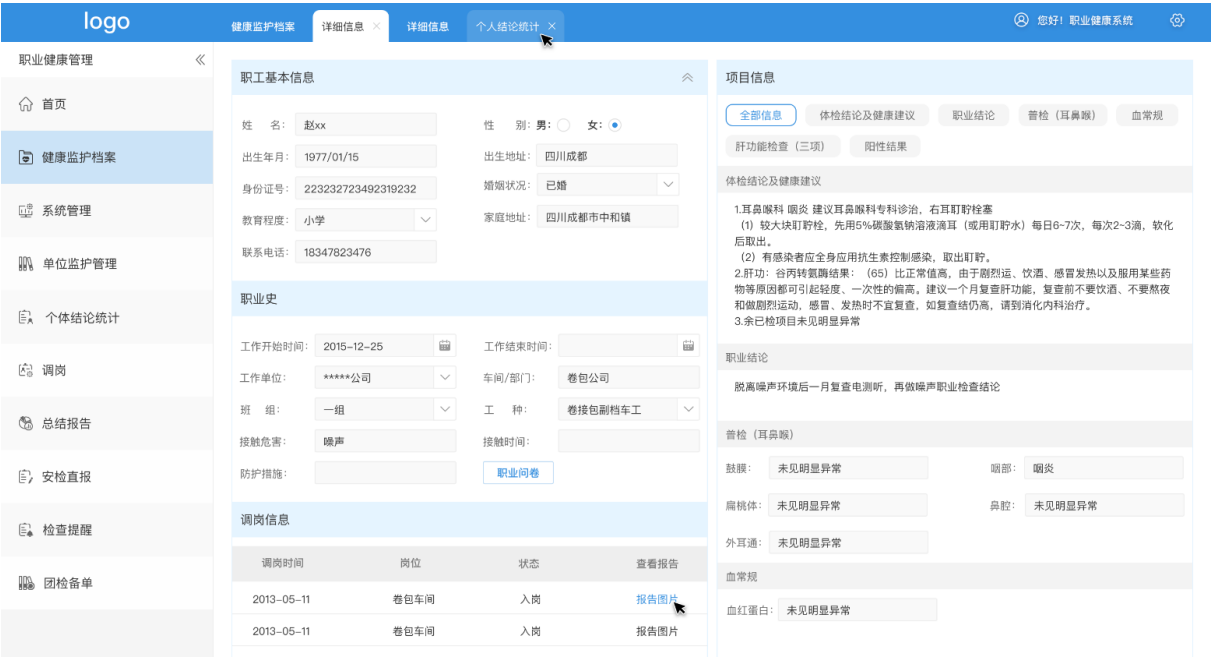 logo
健康监护档案 详细信息 × 详细信息 个人结论统计 × 您好！职业健康系统
职业健康管理
首页
健康监护档案
系统管理
单位监护管理
个体结论统计
调岗
总结报告
安检直报
检查提醒
团检备单
职工基本信息
姓 名： 赵xx 性 别：男： 女：
出生年月： 1977/01/15 出生地址： 四川成都
身份证号： 223232723492319232 婚姻状况： 已婚
教育程度： 小学 家庭地址： 四川成都市中和镇
联系电话： 18347823476
职业史
工作开始时间： 2015-12-25 工作结束时间：
工作单位： *****公司 车间/部门： 卷包公司
班 组： 一组 工 种： 卷接包副档车工
接触危害： 噪声 接触时间：
防护措施： 职业问卷
调岗信息
调岗时间 岗位 状态 查看报告
2013-05-11 卷包车间 入岗 报告图片
2013-05-11 卷包车间 入岗 报告图片
项目信息
全部信息 体检结论及健康建议 职业结论 普检（耳鼻喉） 血常规
肝功能检查（三项） 阳性结果
体检结论及健康建议
1.耳鼻喉科 咽炎 建议耳鼻喉科专科诊治，右耳耵聍栓塞
（1）较大块耵聍栓，先用5%碳酸氢钠溶液滴耳（或用耵聍水）每日6~7次，每次2~3滴，软化
后取出。
（2）有感染者应全身应用抗生素控制感染，取出耵聍。
2.肝功：谷丙转氨酶结果：（65）比正常值高，由于剧烈运、饮酒、感冒发热以及服用某些药
物等原因都可引起轻度、一次性的偏高。建议一个月复查肝功能，复查前不要饮酒、不要熬夜
和做剧烈运动，感冒、发热时不宜复查，如复查结仍高，请到消化内科治疗。
3.余已检项目未见明显异常
职业结论
脱离噪声环境后一月复查电测听，再做噪声职业检查结论
普检（耳鼻喉）
鼓膜： 未见明显异常 咽部： 咽炎
扁桃体： 未见明显异常 鼻腔： 未见明显异常
外耳通： 未见明显异常
血常规
血红蛋白： 未见明显异常